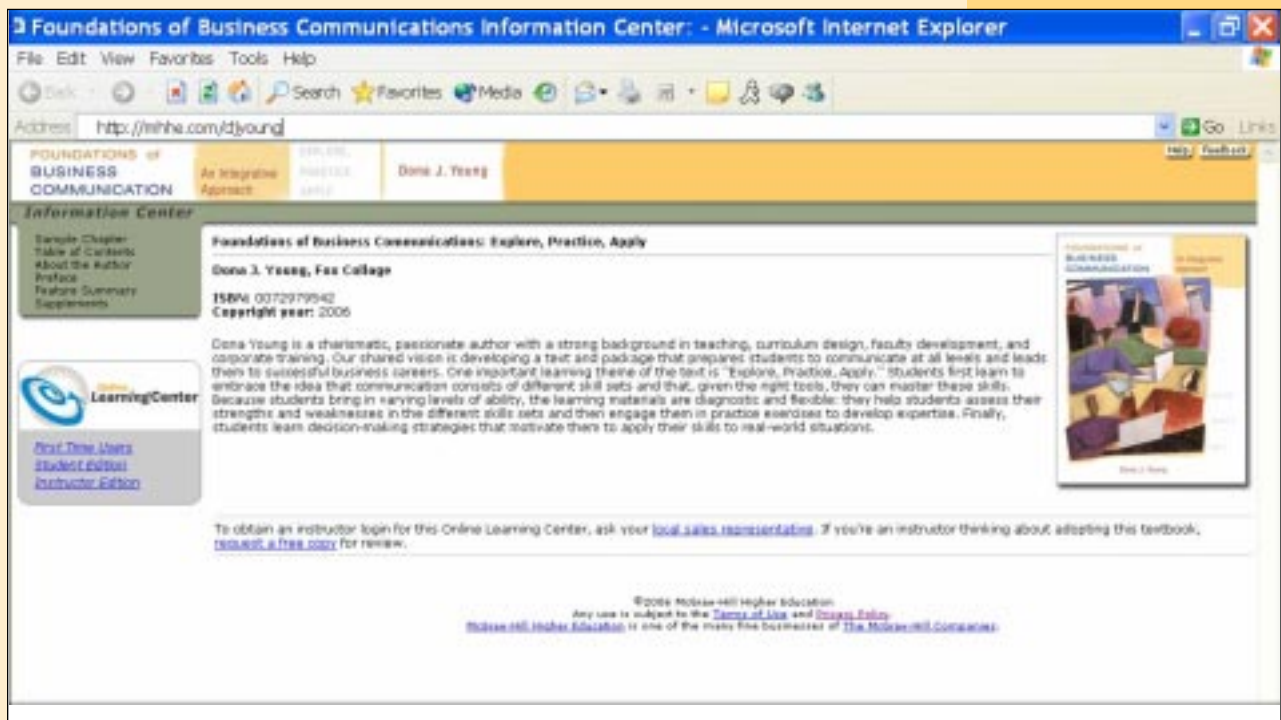 Foundations of Business Communications Information Center: - Microsoft Internet Explorer
File Edit View Favorites Tools Help
Back Search Favorites Media
Address http://mhhe.com/djyoung Go Links
Help Feedback
FOUNDATIONS of
BUSINESS
COMMUNICATION
An Integrative
Approach
EXPLORE,
PRACTICE,
APPLY
Dona J. Young
Information Center
Sample Chapter
Table of Contents
About the Author
Preface
Feature Summary
Supplements
Online
LearningCenter
First Time Users
Student Edition
Instructor Edition
Foundations of Business Communications: Explore, Practice, Apply
Dona J. Young, Fox Collage
ISBN: 0072979542
Copyright year: 2006
Dona Young is a charismatic, passionate author with a strong background in teaching, curriculum design, faculty development, and
corporate training. Our shared vision is developing a text and package that prepares students to communicate at all levels and leads
them to successful business careers. One important learning theme of the text is "Explore, Practice, Apply." Students first learn to
embrace the idea that communication consists of different skill sets and that, given the right tools, they can master these skills.
Because students bring in varying levels of ability, the learning materials are diagnostic and flexible: they help students assess their
strengths and weaknesses in the different skills sets and then engage them in practice exercises to develop expertise. Finally,
students learn decision-making strategies that motivate them to apply their skills to real-world situations.
FOUNDATIONS of
BUSINESS
COMMUNICATION
An Integrative
Approach
Dona J. Young
To obtain an instructor login for this Online Learning Center, ask your local sales representative. If you're an instructor thinking about adopting this textbook,
request a free copy for review.
©2006 McGraw-Hill Higher Education
Any use is subject to the Terms of Use and Privacy Policy.
McGraw-Hill Higher Education is one of the many fine businesses of The McGraw-Hill Companies.